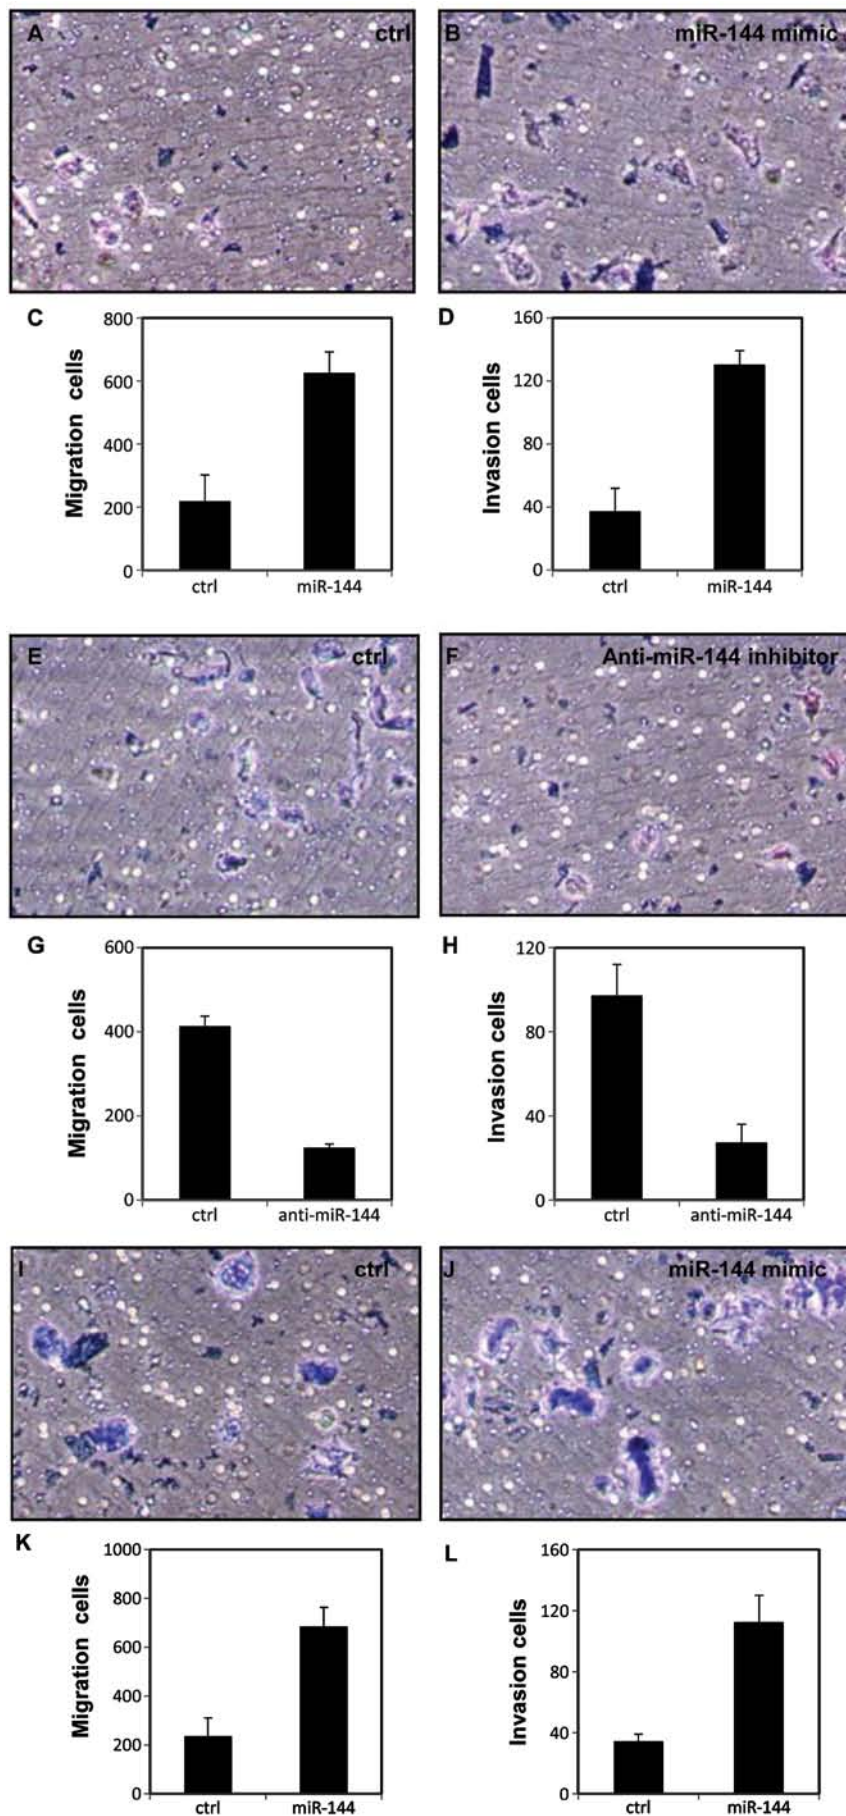 A ctrl
B miR-144 mimic
C
Migration cells
800
600
400
200
0
ctrl miR-144
D
Invasion cells
160
120
80
40
0
ctrl miR-144
E ctrl
F Anti-miR-144 inhibitor
G
Migration cells
600
400
200
0
ctrl anti-miR-144
H
Invasion cells
120
80
40
0
ctrl anti-miR-144
I ctrl
J miR-144 mimic
K
Migration cells
1000
800
600
400
200
0
ctrl miR-144
L
Invasion cells
160
120
80
40
0
ctrl miR-144